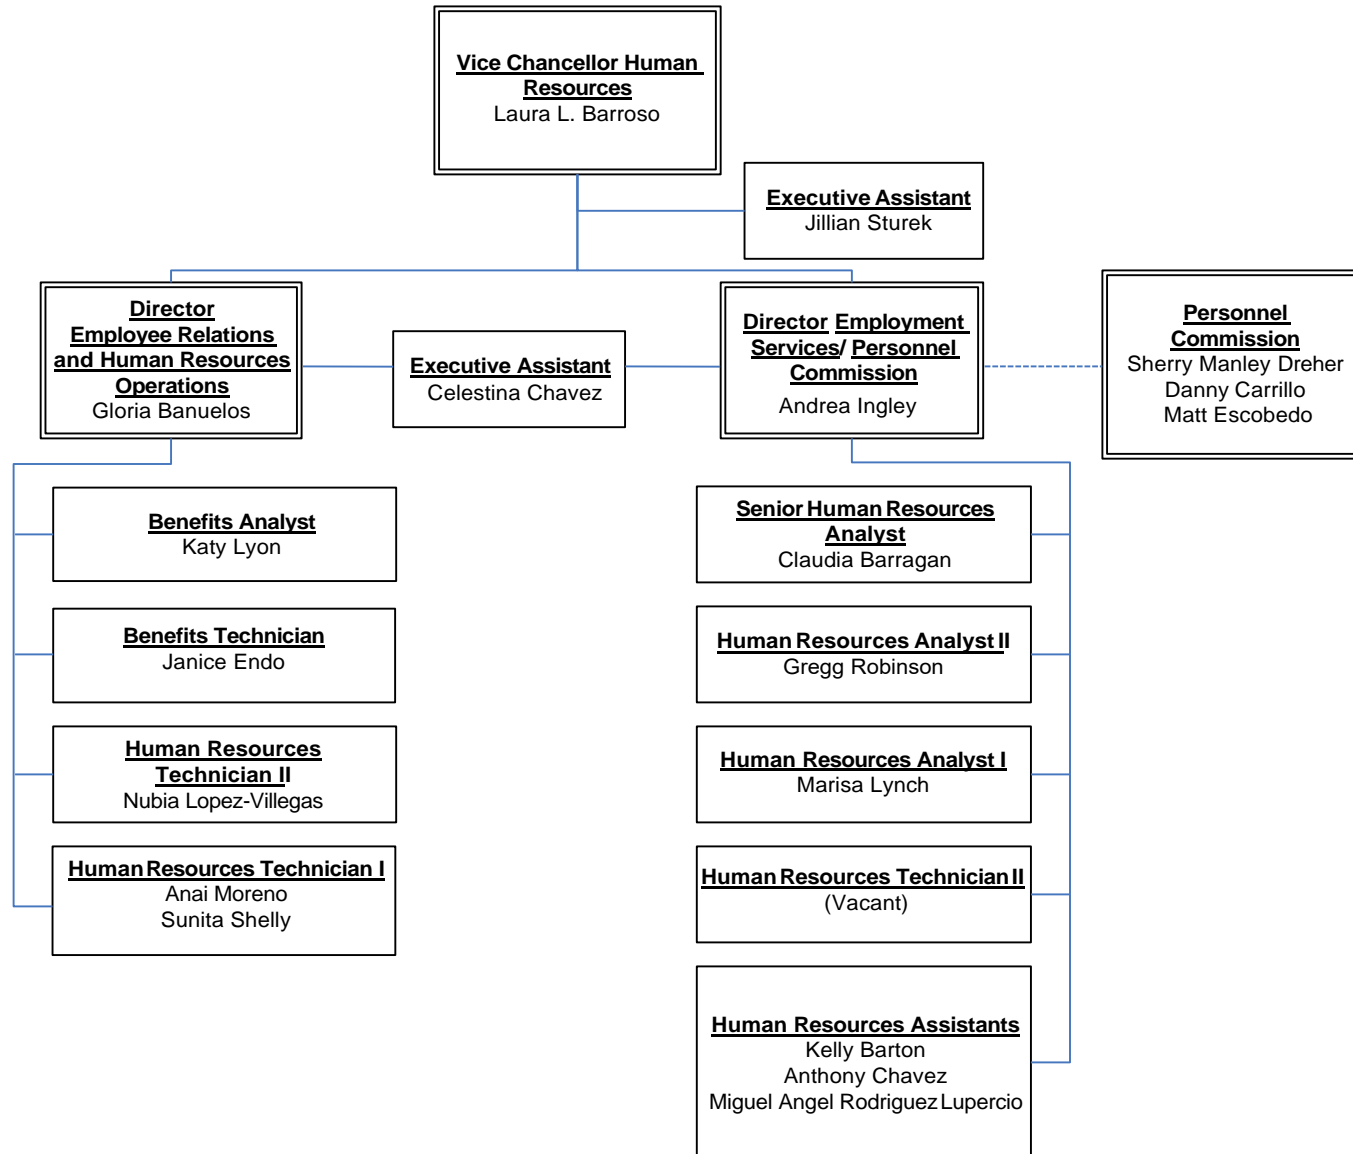 Vice Chancellor Human
Resources
Laura L. Barroso
Executive Assistant
Jillian Sturek
Director
Employee Relations
and Human Resources
Operations
Gloria Banuelos
Executive Assistant
Celestina Chavez
Director Employment
Services/ Personnel
Commission
Andrea Ingley
Personnel
Commission
Sherry Manley Dreher
Danny Carrillo
Matt Escobedo
Benefits Analyst
Katy Lyon
Benefits Technician
Janice Endo
Human Resources
Technician II
Nubia Lopez-Villegas
Human Resources Technician I
Anai Moreno
Sunita Shelly
Senior Human Resources
Analyst
Claudia Barragan
Human Resources Analyst II
Gregg Robinson
Human Resources Analyst I
Marisa Lynch
Human Resources Technician II
(Vacant)
Human Resources Assistants
Kelly Barton
Anthony Chavez
Miguel Angel Rodriguez Lupercio